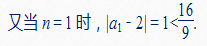 又当 n = 1 时，|a₁ - 2| = 1 < 16/9.